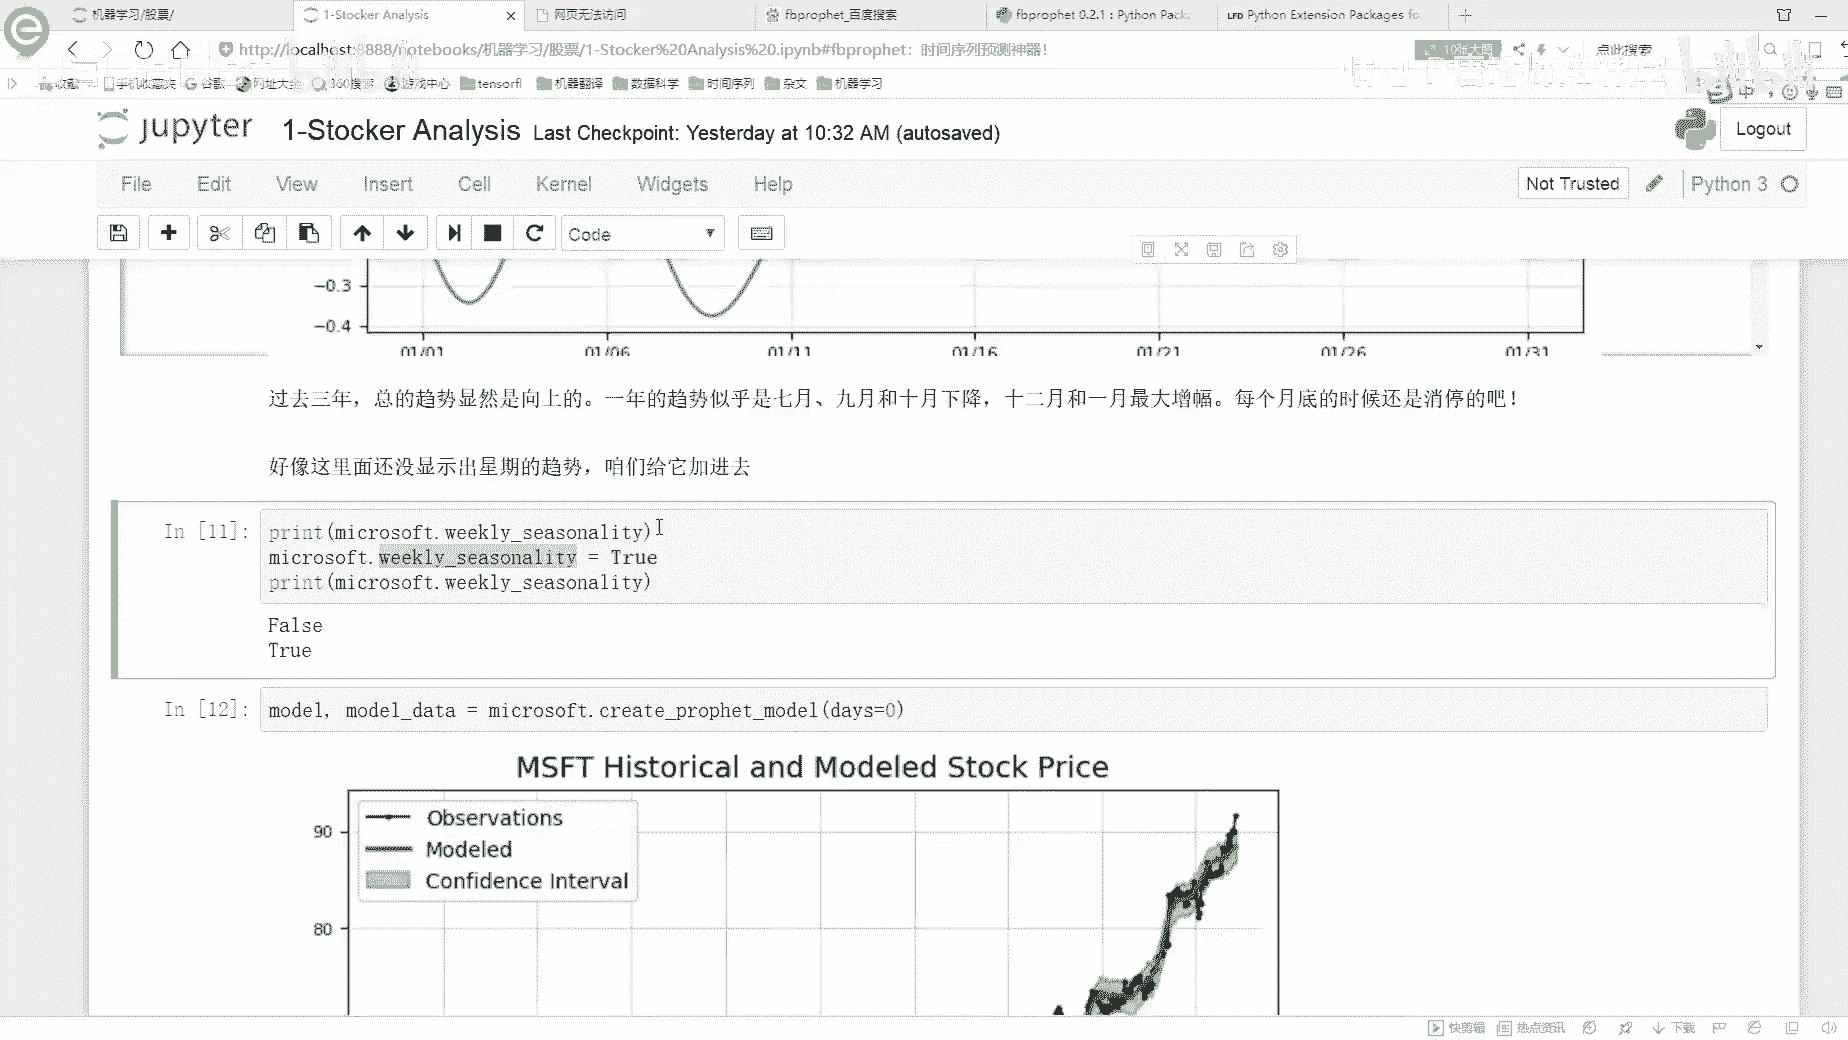 机器学习/股票/
1-Stocker Analysis
网页无法访问
fbprophet_百度搜索
fbprophet 0.2.1 : Python Pack
LFD Python Extension Packages fo
http://localhost:8888/notebooks/机器学习/股票/1-Stocker%20Analysis%20.ipynb#fbprophet：时间序列预测神器!
10张大图
点此搜索
收藏
手机收藏夹
谷歌
网址大全
360搜索
游戏中心
tensorfl
机器翻译
数据科学
时间序列
杂文
机器学习
jupyter
1-Stocker Analysis Last Checkpoint: Yesterday at 10:32 AM (autosaved)
Logout
File Edit View Insert Cell Kernel Widgets Help
Not Trusted
Python 3
Code
−0.3
−0.4
01/01 01/06 01/11 01/16 01/21 01/26 01/31
过去三年，总的趋势显然是向上的。一年的趋势似乎是七月、九月和十月下降，十二月和一月最大增幅。每个月底的时候还是消停的吧!
好像这里面还没显示出星期的趋势，咱们给它加进去
In [11]:
print(microsoft.weekly_seasonality)
microsoft.weekly_seasonality = True
print(microsoft.weekly_seasonality)
False
True
In [12]:
model, model_data = microsoft.create_prophet_model(days=0)
MSFT Historical and Modeled Stock Price
Observations
Modeled
Confidence Interval
90
80
快剪辑
热点资讯
下载